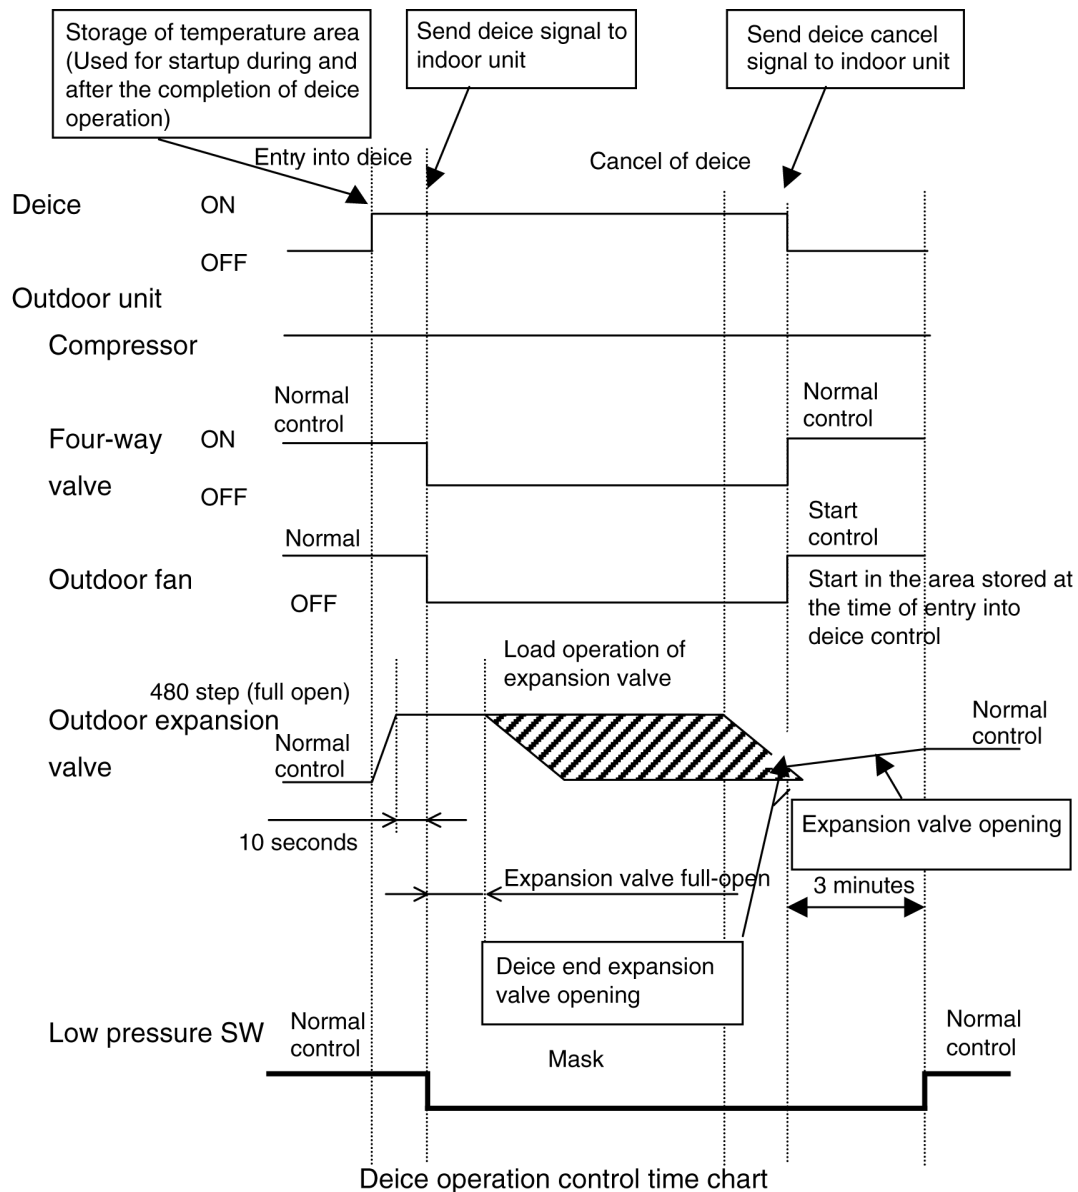 Storage of temperature area
(Used for startup during and
after the completion of deice
operation)
Send deice signal to
indoor unit
Send deice cancel
signal to indoor unit
Entry into deice
Cancel of deice
Deice
ON
OFF
Outdoor unit
Compressor
Normal
control
Normal
control
Four-way
valve
ON
OFF
Start
control
Normal
Outdoor fan
OFF
Start in the area stored at
the time of entry into
deice control
Load operation of
expansion valve
480 step (full open)
Outdoor expansion
valve
Normal
control
Normal
control
Expansion valve opening
10 seconds
Expansion valve full-open
3 minutes
Deice end expansion
valve opening
Low pressure SW
Normal
control
Mask
Normal
control
Deice operation control time chart